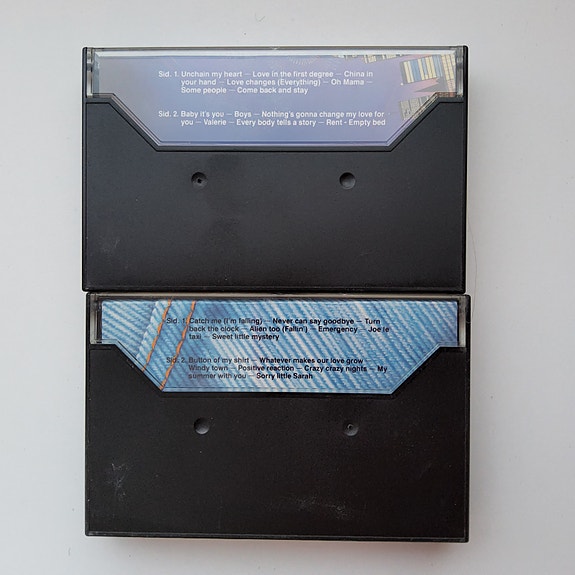 Sid. 1. Unchain my heart — Love in the first degree — China in
your hand — Love changes (Everything) — Oh Mama —
Some people — Come back and stay
Sid. 2. Baby it's you — Boys — Nothing's gonna change my love for
you — Valerie — Every body tells a story — Rent - Empty bed
Sid. 1. Catch me (I'm falling) — Never can say goodbye — Turn
back the clock — Alien too (Fallin') — Emergency — Joe le
taxi — Sweet little mystery
Sid. 2. Button of my shirt — Whatever makes our love grow —
Windy town — Positive reaction — Crazy crazy nights — My
summer with you — Sorry little Sarah